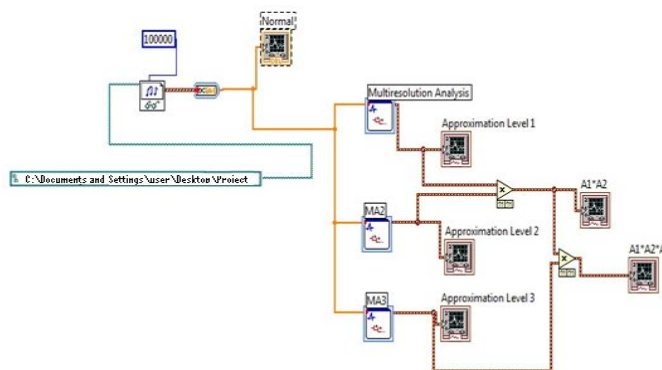 Normal
100000
C:\Documents and Settings\user\Desktop\Project
Multiresolution Analysis
Approximation Level 1
A1*A2
MA2
Approximation Level 2
A1*A2*A
MA3
Approximation Level 3